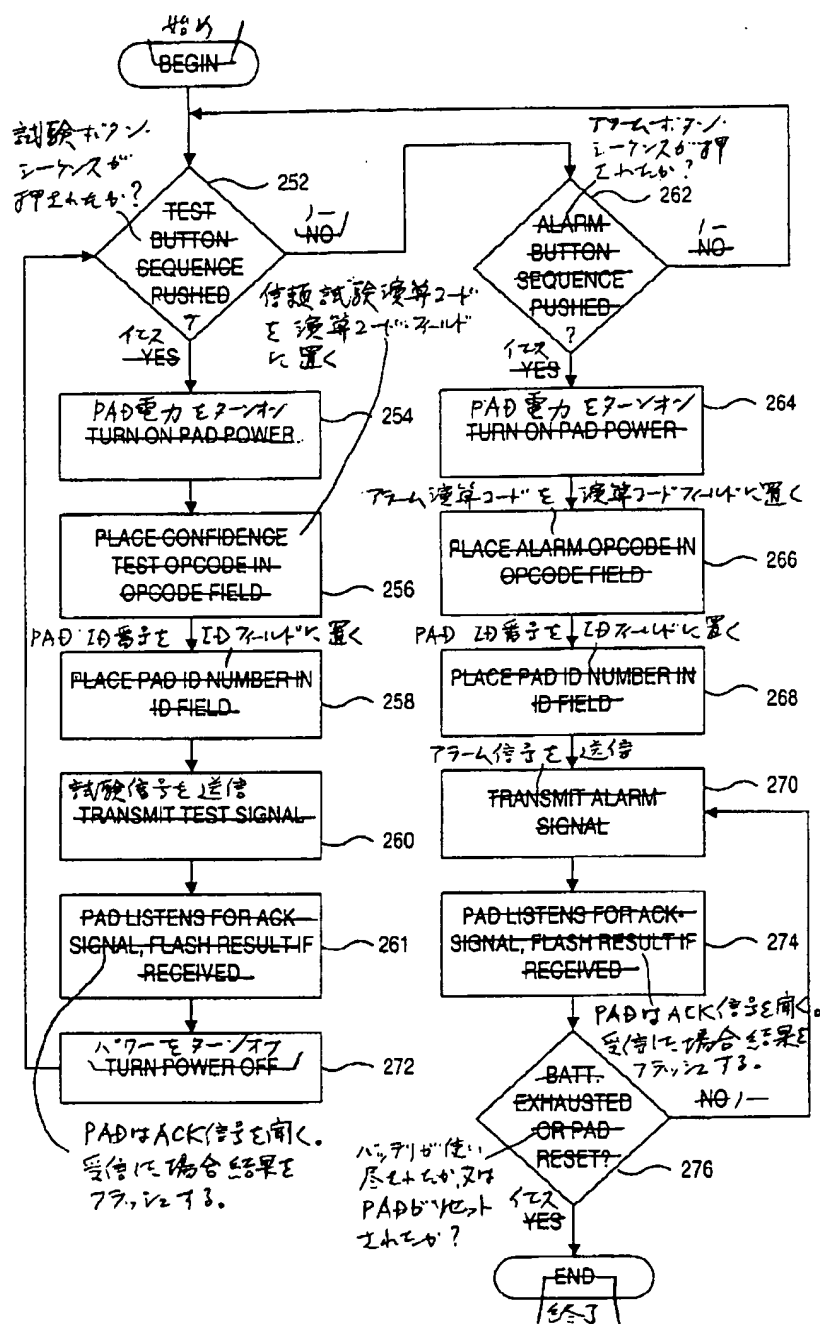 始め
BEGIN
試験ボタン
シーケンスが
押されたか?
252
TEST
BUTTON
SEQUENCE
PUSHED
?
ノー
NO
イエス
YES
アラームボタン
シーケンスが押
されたか?
262
ALARM
BUTTON
SEQUENCE
PUSHED
?
ノー
NO
イエス
YES
信頼試験演算コード
を演算コード・フィールド
に置く
PAD電力をターンオン
TURN ON PAD POWER
254
PLACE CONFIDENCE
TEST OPCODE IN
OPCODE FIELD
256
PAD ID番号を IDフィールドに置く
PLACE PAD ID NUMBER IN
ID FIELD
258
試験信号を送信
TRANSMIT TEST SIGNAL
260
PAD LISTENS FOR ACK
SIGNAL, FLASH RESULT IF
RECEIVED
261
パワーをターンオフ
TURN POWER OFF
272
PADはACK信号を聞く。
受信した場合結果を
フラッシュする。
PAD電力をターンオン
TURN ON PAD POWER
264
アラーム演算コードを 演算コードフィールドに置く
PLACE ALARM OPCODE IN
OPCODE FIELD
266
PAD ID番号を IDフィールドに置く
PLACE PAD ID NUMBER IN
ID FIELD
268
アラーム信号を送信
TRANSMIT ALARM
SIGNAL
270
PAD LISTENS FOR ACK
SIGNAL, FLASH RESULT IF
RECEIVED
274
PADはACK信号を聞く。
受信した場合結果を
フラッシュする。
BATT.
EXHAUSTED
OR PAD
RESET?
276
NO ノー
バッテリが使い
尽されたか、又は
PADがリセット
されたか?
イエス
YES
END
終了